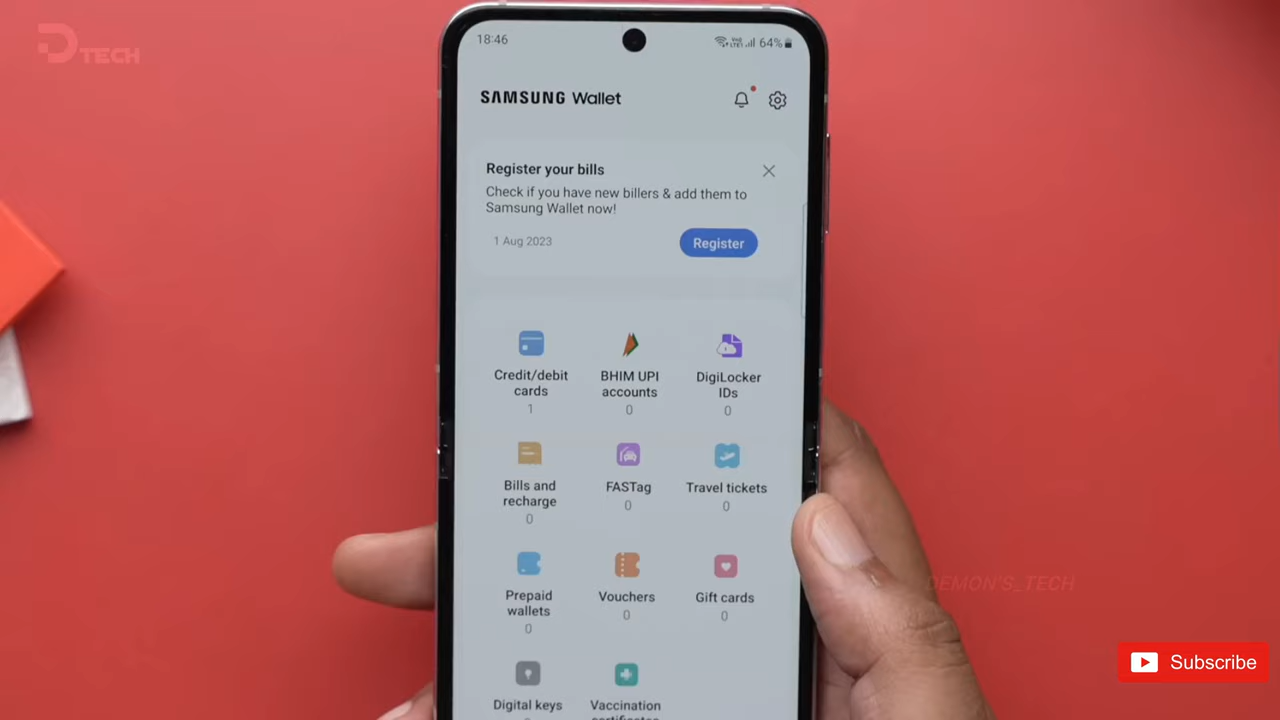 D TECH
18:46
64%
SAMSUNG Wallet
Register your bills
Check if you have new billers & add them to
Samsung Wallet now!
1 Aug 2023
Register
Credit/debit
cards
1
BHIM UPI
accounts
0
DigiLocker
IDs
0
Bills and
recharge
0
FASTag
0
Travel tickets
0
Prepaid
wallets
0
Vouchers
0
Gift cards
0
Digital keys
Vaccination
certificates
DEMON'S_TECH
Subscribe